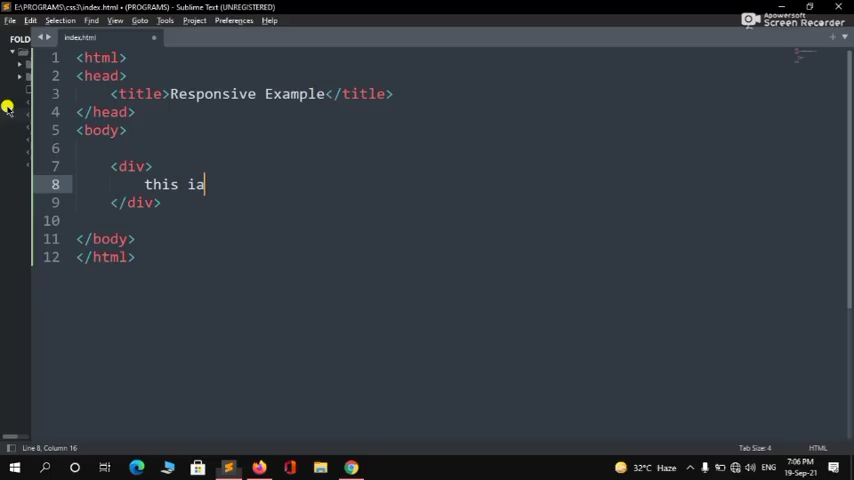 E:\PROGRAMS\css3\index.html • (PROGRAMS) - Sublime Text (UNREGISTERED)
File Edit Selection Find View Goto Tools Project Preferences Help
Apowersoft
Screen Recorder
FOLD
index.html
1 <html>
2 <head>
3 <title>Responsive Example</title>
4 </head>
5 <body>
6
7 <div>
8 this ia
9 </div>
10
11 </body>
12 </html>
Line 8, Column 16
Tab Size: 4 HTML
32°C Haze
ENG
7:06 PM
19-Sep-21